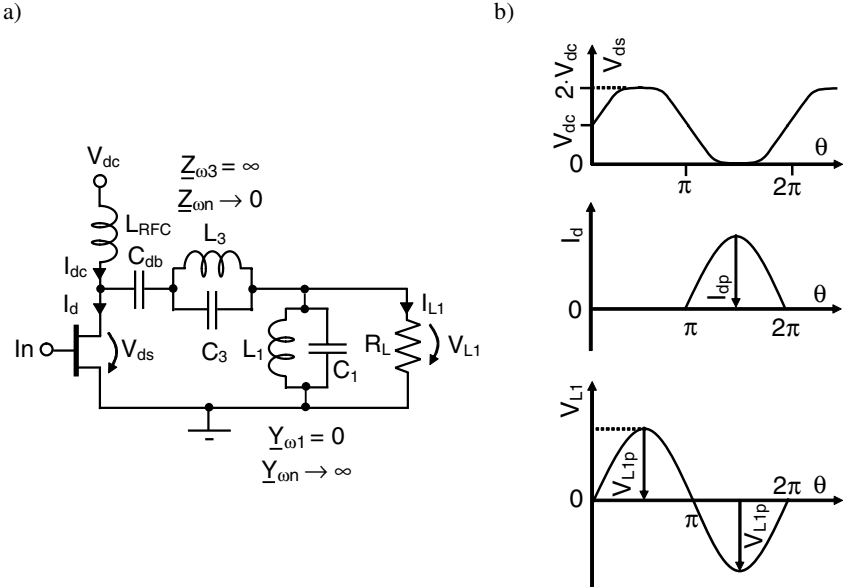 a)
V_dc
Z_ω3 = ∞
Z_ωn → 0
L_RFC
C_db
L_3
I_dc
I_d
C_3
I_L1
In
V_ds
L_1
C_1
R_L
V_L1
Y_ω1 = 0
Y_ωn → ∞
b)
V_ds
2·V_dc
V_dc
0
π
2π
θ
I_d
I_dp
0
π
2π
V_L1
V_L1p
0
π
2π
θ
V_L1p